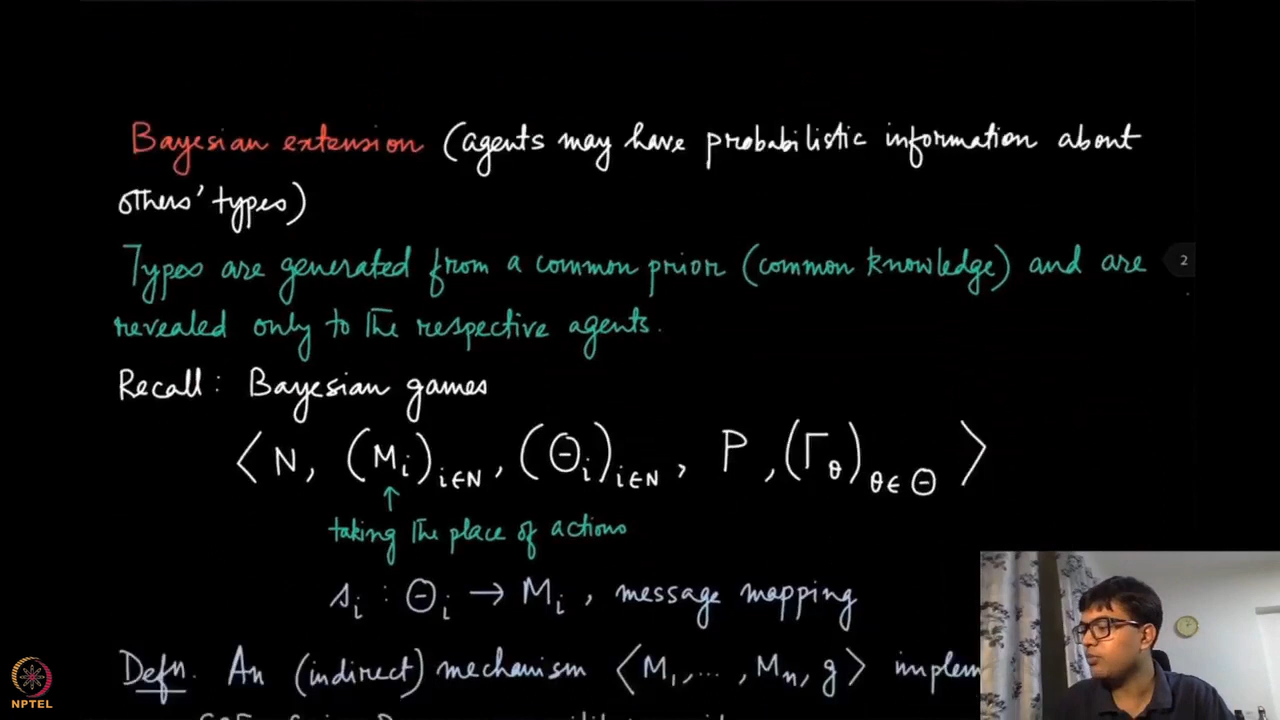 Bayesian extension (agents may have probabilistic information about
others' types)
Types are generated from a common prior (common knowledge) and are
revealed only to the respective agents.
2
Recall: Bayesian games
⟨ N, (M_i)_{i∈N}, (Θ_i)_{i∈N}, P, (Γ_θ)_{θ∈Θ} ⟩
↑
taking the place of actions
s_i : Θ_i → M_i, message mapping
Defn. An (indirect) mechanism ⟨M_1, ..., M_n, g⟩ implem
NPTEL